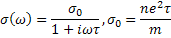 σ(ω) = σ₀ / (1 + iωτ), σ₀ = ne²τ / m